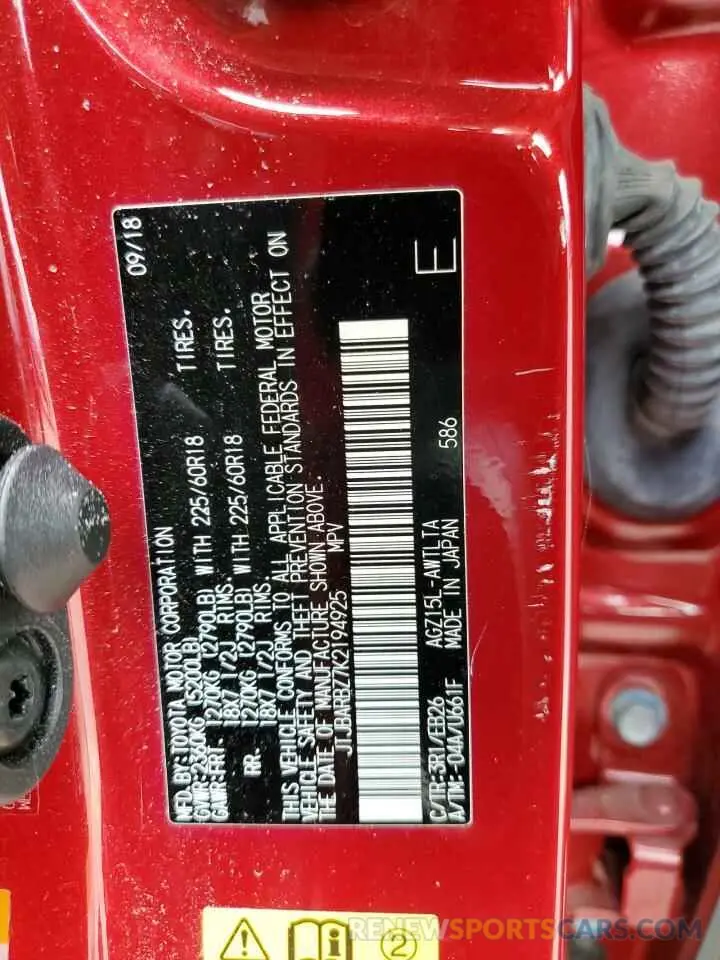 MFD.BY:TOYOTA MOTOR CORPORATION 09/18
GVWR:2360KG (5200LB)
GAWR:FRT. 1270KG (2790LB) WITH 225/60R18 TIRES,
18X7 1/2J RIMS.
RR. 1270KG (2790LB) WITH 225/60R18 TIRES,
18X7 1/2J RIMS.
THIS VEHICLE CONFORMS TO ALL APPLICABLE FEDERAL MOTOR
VEHICLE SAFETY AND THEFT PREVENTION STANDARDS IN EFFECT ON
THE DATE OF MANUFACTURE SHOWN ABOVE.
JTJBARBZ7K2194925 MPV
C/TR:3R1/EB26 AGZ15L-AWTLTA 586
A/TM:-04A/U661F MADE IN JAPAN
E
2
RENEWSPORTSCARS.COM